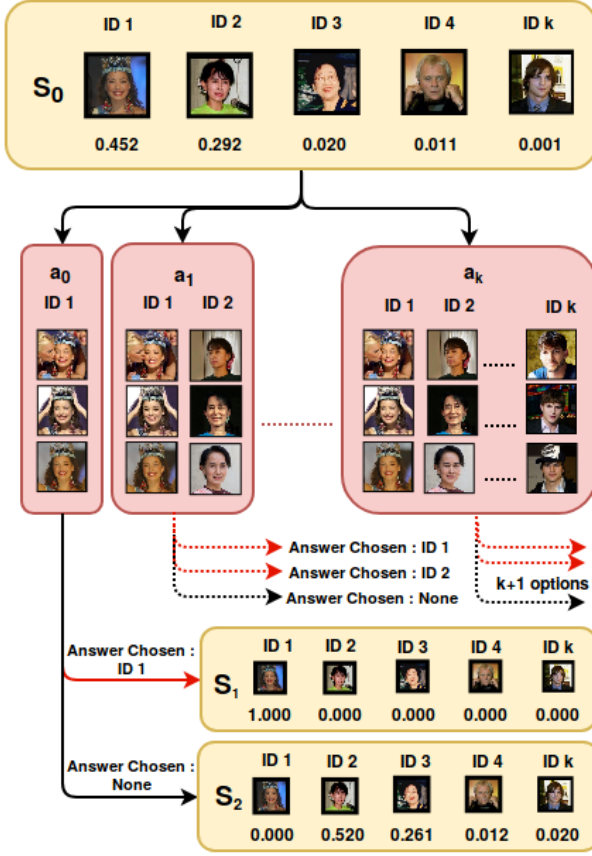 ID 1 ID 2 ID 3 ID 4 ID k
S0
0.452 0.292 0.020 0.011 0.001
a0 a1 ak
ID 1 ID 1 ID 2 ID 1 ID 2 ID k
...... ......
......
......
Answer Chosen : ID 1
Answer Chosen : ID 2
Answer Chosen : None
k+1 options
Answer Chosen :
ID 1
ID 1 ID 2 ID 3 ID 4 ID k
S1
1.000 0.000 0.000 0.000 0.000
Answer Chosen :
None
ID 1 ID 2 ID 3 ID 4 ID k
S2
0.000 0.520 0.261 0.012 0.020